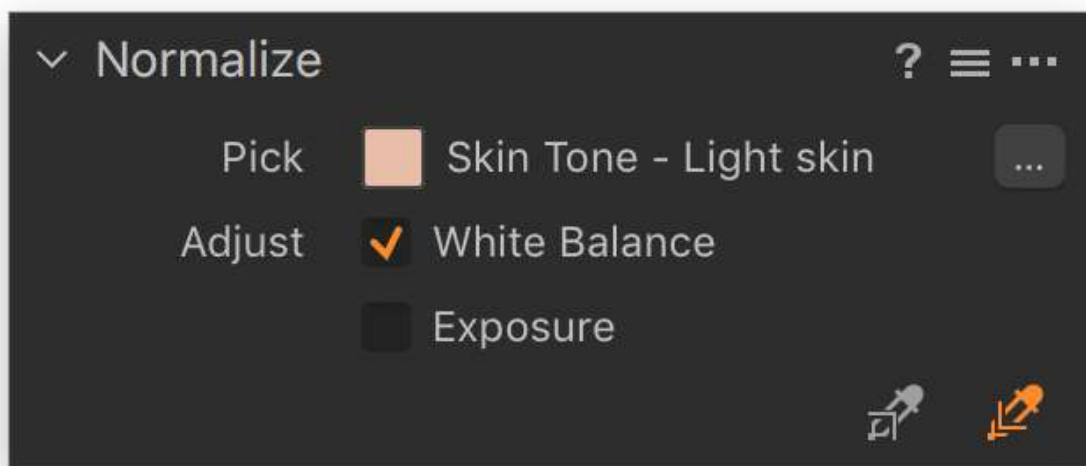 Normalize ? ...
Pick Skin Tone - Light skin ...
Adjust White Balance
Exposure